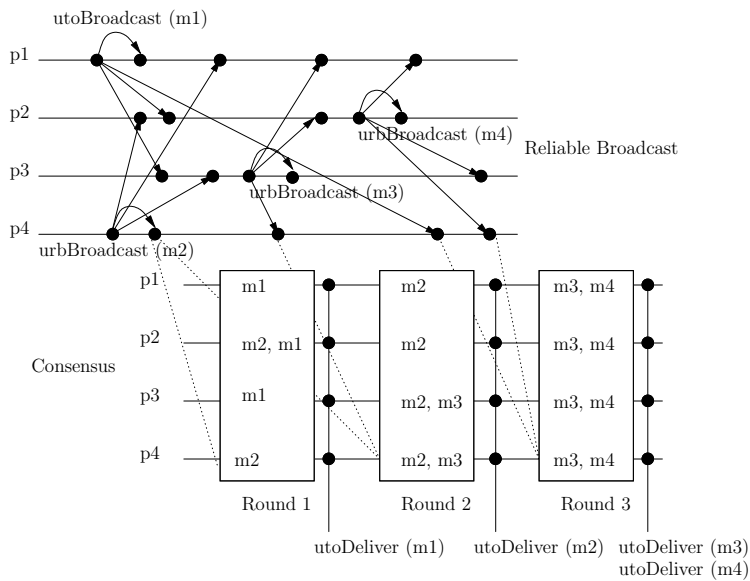 utoBroadcast (m1)
p1
p2
urbBroadcast (m4)
Reliable Broadcast
p3
urbBroadcast (m3)
p4
urbBroadcast (m2)
p1
m1
m2
m3, m4
p2
m2, m1
m2
m3, m4
Consensus
p3
m1
m2, m3
m3, m4
p4
m2
m2, m3
m3, m4
Round 1
Round 2
Round 3
utoDeliver (m1)
utoDeliver (m2)
utoDeliver (m3)
utoDeliver (m4)